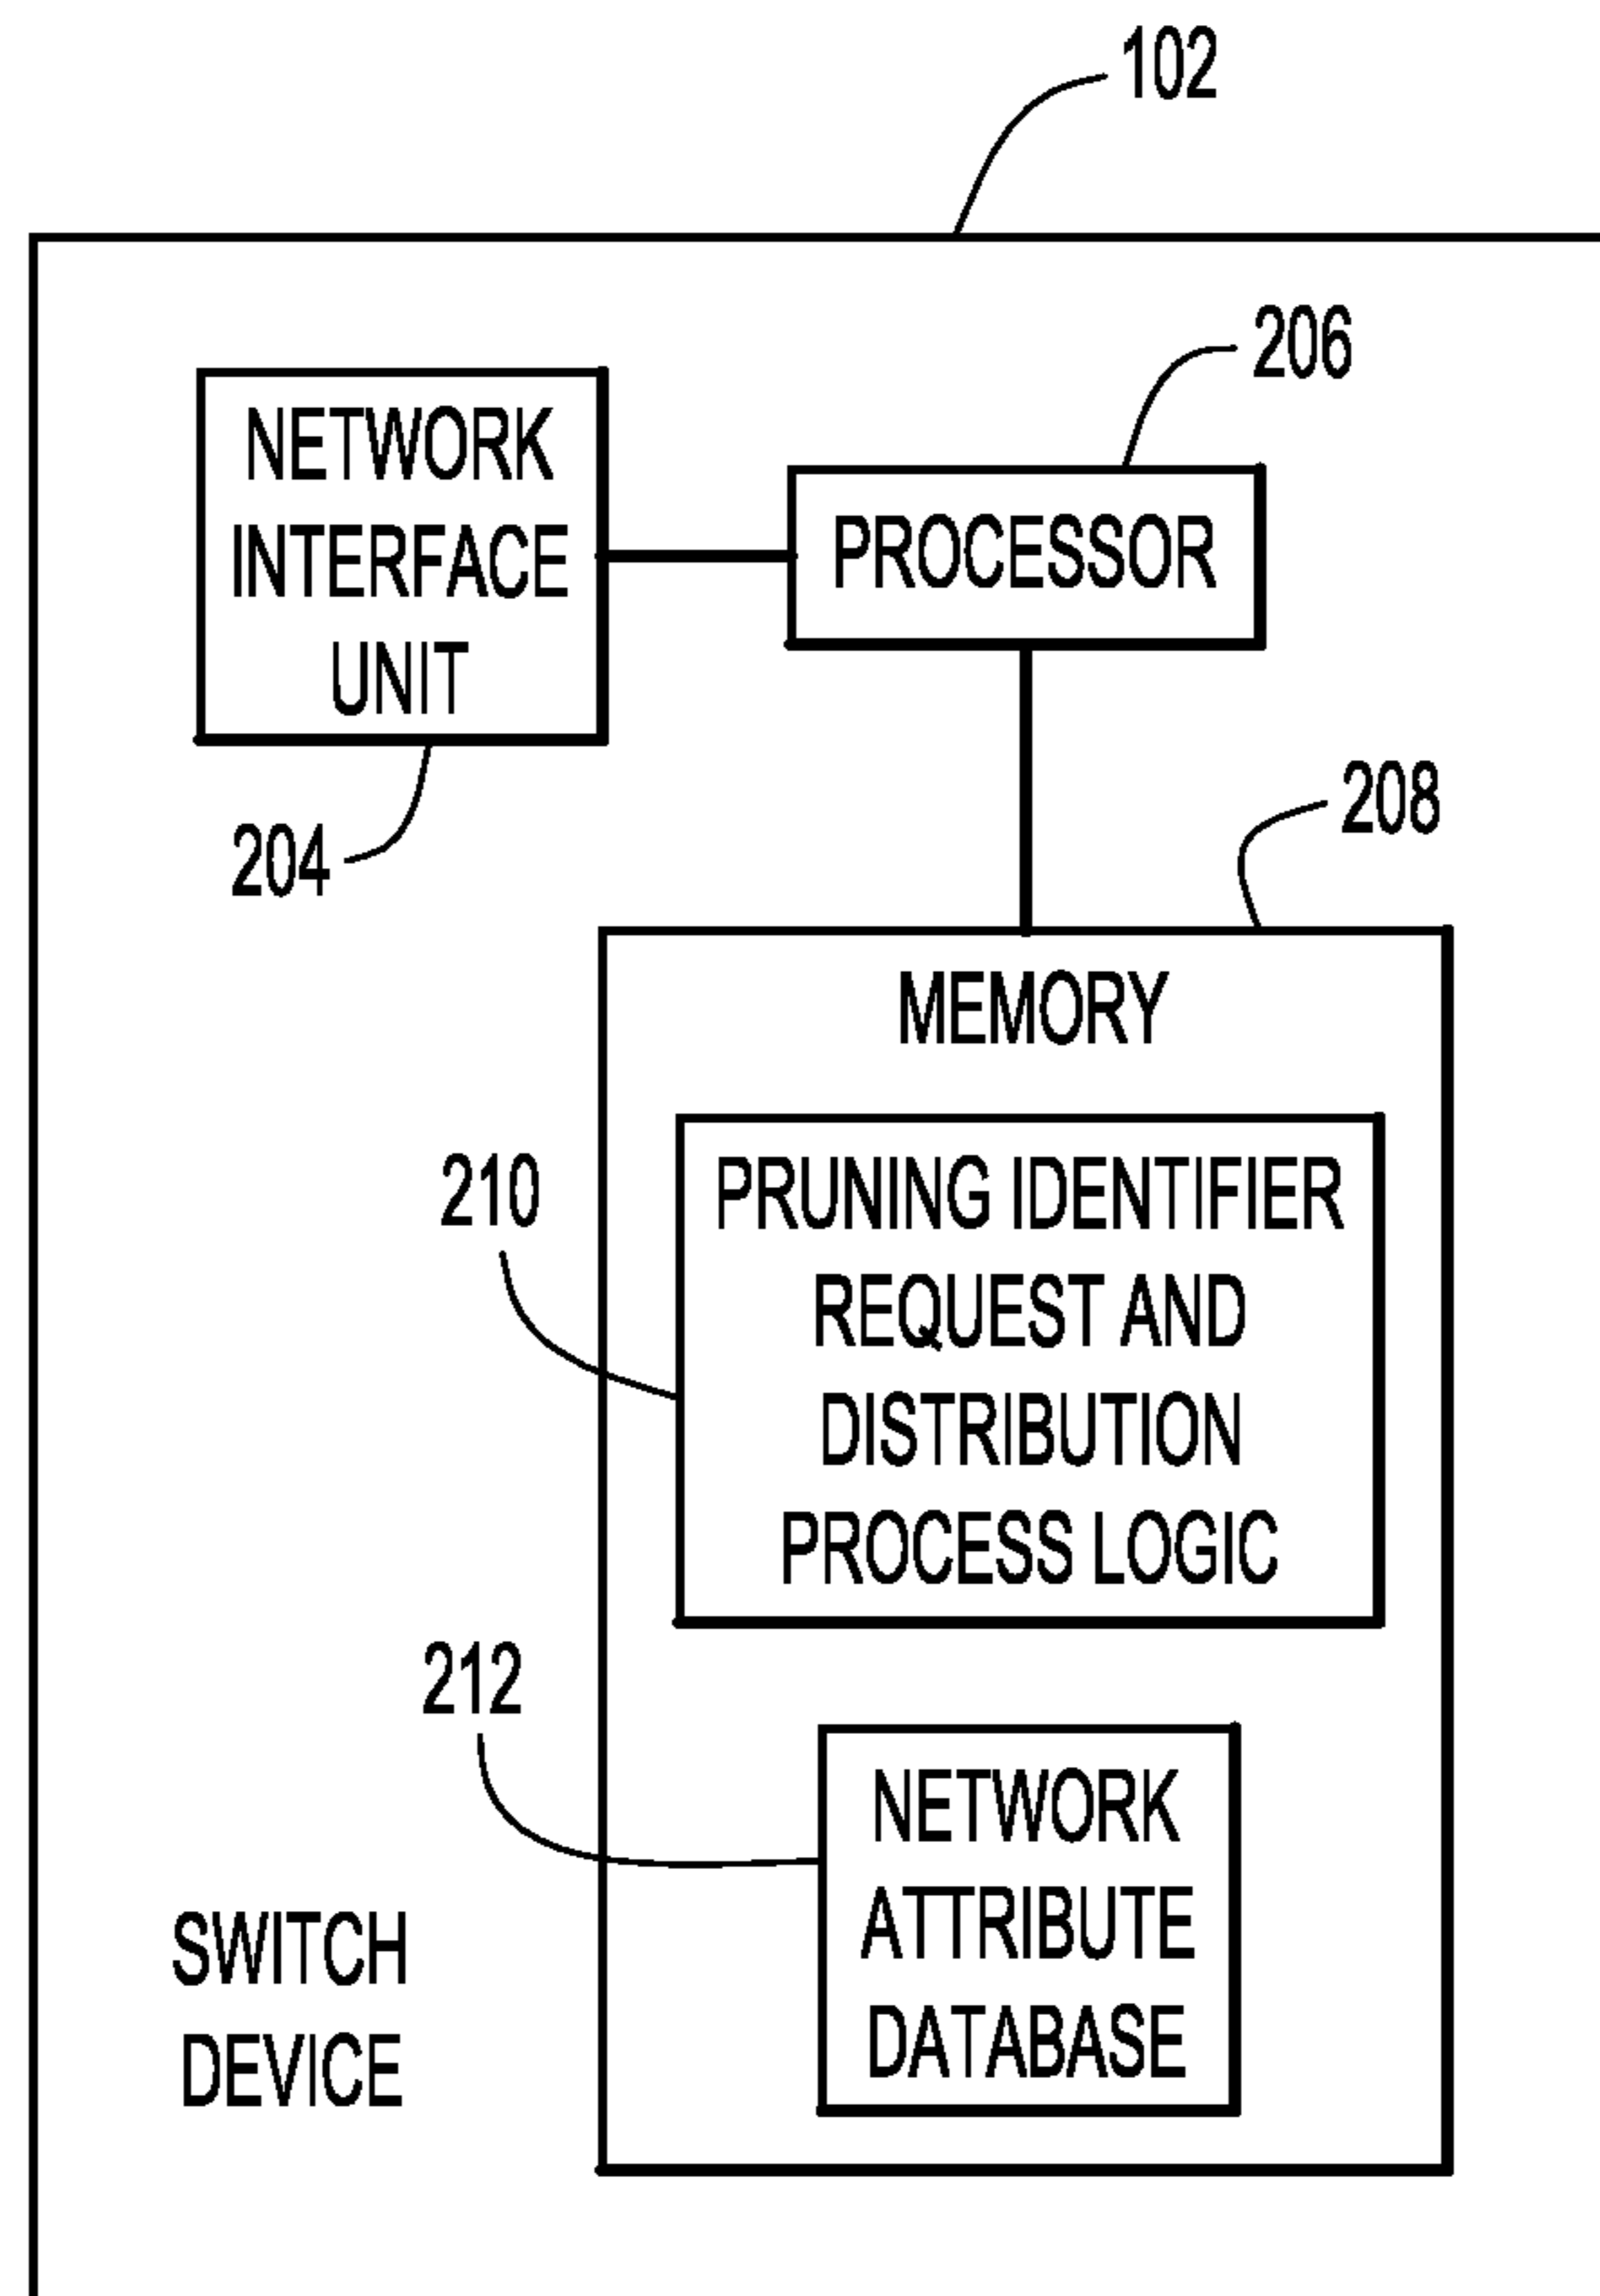 102
206
NETWORK
INTERFACE
UNIT
PROCESSOR
204
208
MEMORY
210
PRUNING IDENTIFIER
REQUEST AND
DISTRIBUTION
PROCESS LOGIC
212
NETWORK
ATTRIBUTE
DATABASE
SWITCH
DEVICE